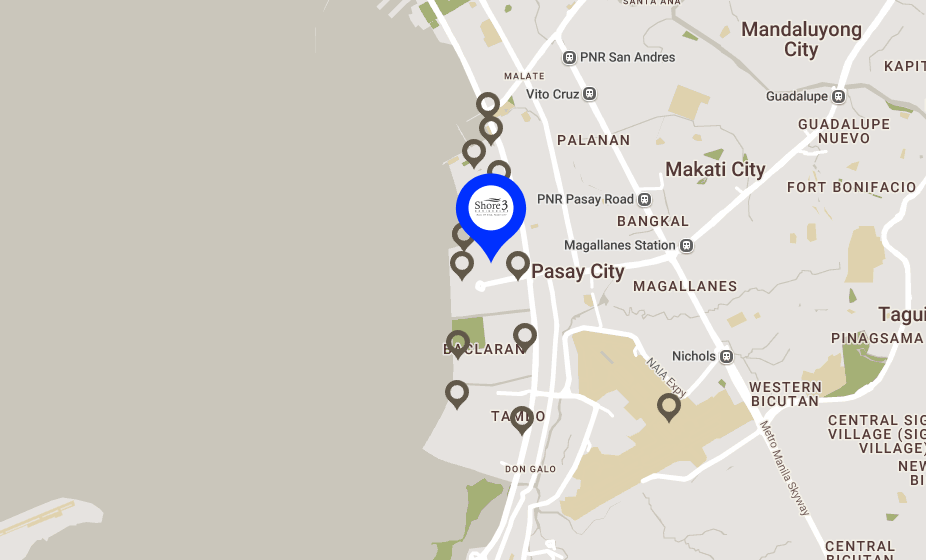 SANTA ANA
Mandaluyong
City
PNR San Andres
KAPIT
MALATE
Vito Cruz
Guadalupe
GUADALUPE
NUEVO
PALANAN
Makati City
FORT BONIFACIO
PNR Pasay Road
Shore 3
BANGKAL
Magallanes Station
Pasay City
MAGALLANES
Tagui
PINAGSAMA
BACLARAN
Nichols
NAIA Expy
WESTERN
BICUTAN
TAMBO
CENTRAL SIG
VILLAGE (SIG
VILLAGE)
Metro Manila Skyway
NEW
BI
DON GALO
CENTRAL
BICUTAN